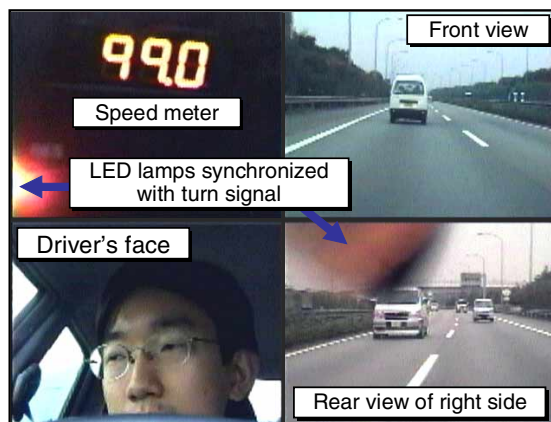 99.0
Front view
Speed meter
LED lamps synchronized
with turn signal
Driver's face
Rear view of right side